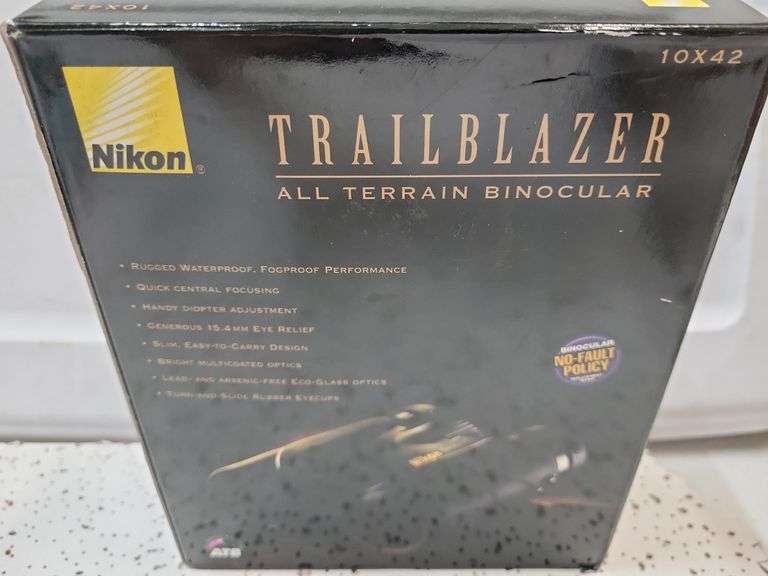 10X42
10X42
Nikon
®
TRAILBLAZER
ALL TERRAIN BINOCULAR
• RUGGED WATERPROOF, FOGPROOF PERFORMANCE
• QUICK CENTRAL FOCUSING
• HANDY DIOPTER ADJUSTMENT
• GENEROUS 15.4MM EYE RELIEF
• SLIM, EASY-TO-CARRY DESIGN
• BRIGHT MULTICOATED OPTICS
• LEAD- AND ARSENIC-FREE ECO-GLASS OPTICS
• TURN-AND-SLIDE RUBBER EYECUPS
BINOCULAR
NO-FAULT
POLICY
Nikon
ATB